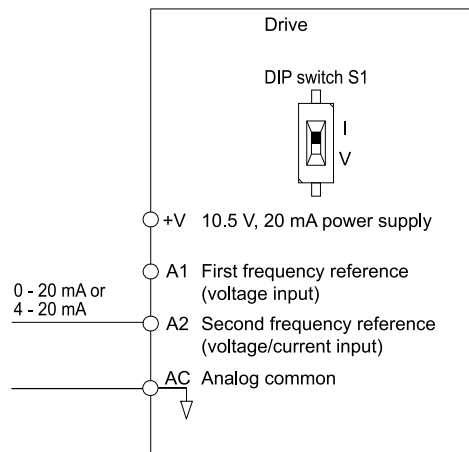 Drive
DIP switch S1
I
V
+V 10.5 V, 20 mA power supply
A1 First frequency reference
(voltage input)
0 - 20 mA or
4 - 20 mA
A2 Second frequency reference
(voltage/current input)
AC Analog common